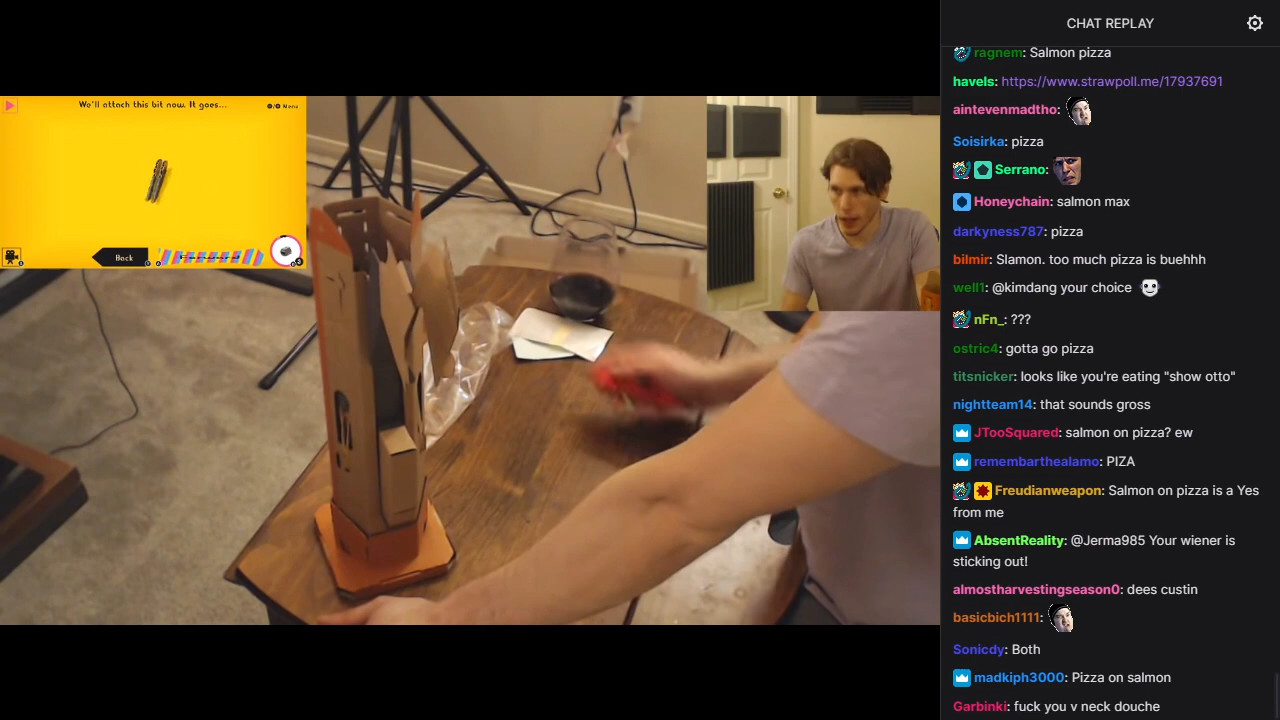 We'll attach this bit now. It goes...
Menu
Back
CHAT REPLAY
ragnem: Salmon pizza
havels: https://www.strawpoll.me/17937691
aintevenmadtho:
Soisirka: pizza
Serrano:
Honeychain: salmon max
darkyness787: pizza
bilmir: Slamon. too much pizza is buehhh
well1: @kimdang your choice
nFn_: ???
ostric4: gotta go pizza
titsnicker: looks like you're eating "show otto"
nightteam14: that sounds gross
JTooSquared: salmon on pizza? ew
remembarthealamo: PIZA
Freudianweapon: Salmon on pizza is a Yes
from me
AbsentReality: @Jerma985 Your wiener is
sticking out!
almostharvestingseason0: dees custin
basicbich1111:
Sonicdy: Both
madkiph3000: Pizza on salmon
Garbinki: fuck you v neck douche